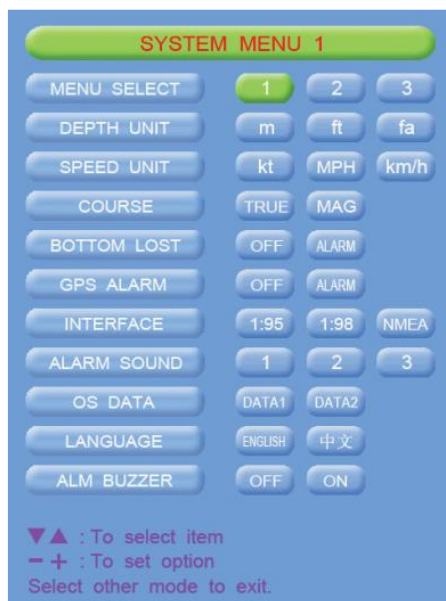 SYSTEM MENU 1
MENU SELECT 1 2 3
DEPTH UNIT m ft fa
SPEED UNIT kt MPH km/h
COURSE TRUE MAG
BOTTOM LOST OFF ALARM
GPS ALARM OFF ALARM
INTERFACE 1:95 1:98 NMEA
ALARM SOUND 1 2 3
OS DATA DATA1 DATA2
LANGUAGE ENGLISH 中文
ALM BUZZER OFF ON
▼▲ : To select item
− + : To set option
Select other mode to exit.